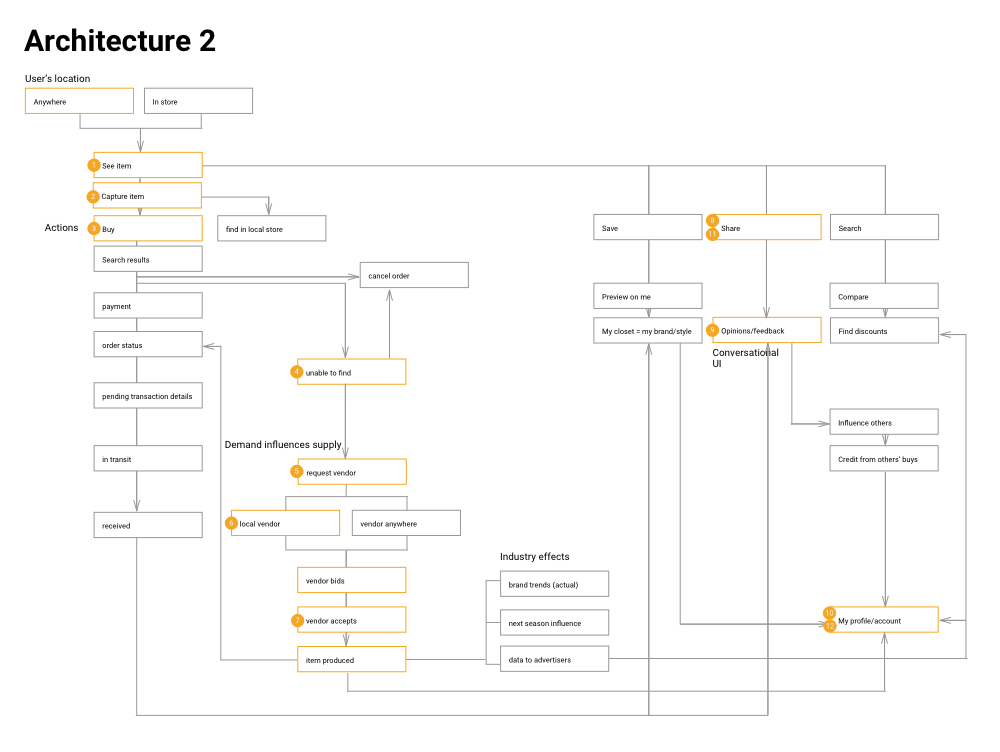 Architecture 2
User's location
Anywhere
In store
1 See item
2 Capture item
Actions
3 Buy
find in local store
Search results
cancel order
payment
order status
4 unable to find
pending transaction details
Demand influences supply
in transit
5 request vendor
6 local vendor
vendor anywhere
received
vendor bids
7 vendor accepts
item produced
Industry effects
brand trends (actual)
next season influence
data to advertisers
Save
8
11
Share
Search
Preview on me
Compare
My closet = my brand/style
9 Opinions/feedback
Find discounts
Conversational
UI
Influence others
Credit from others' buys
10
12
My profile/account